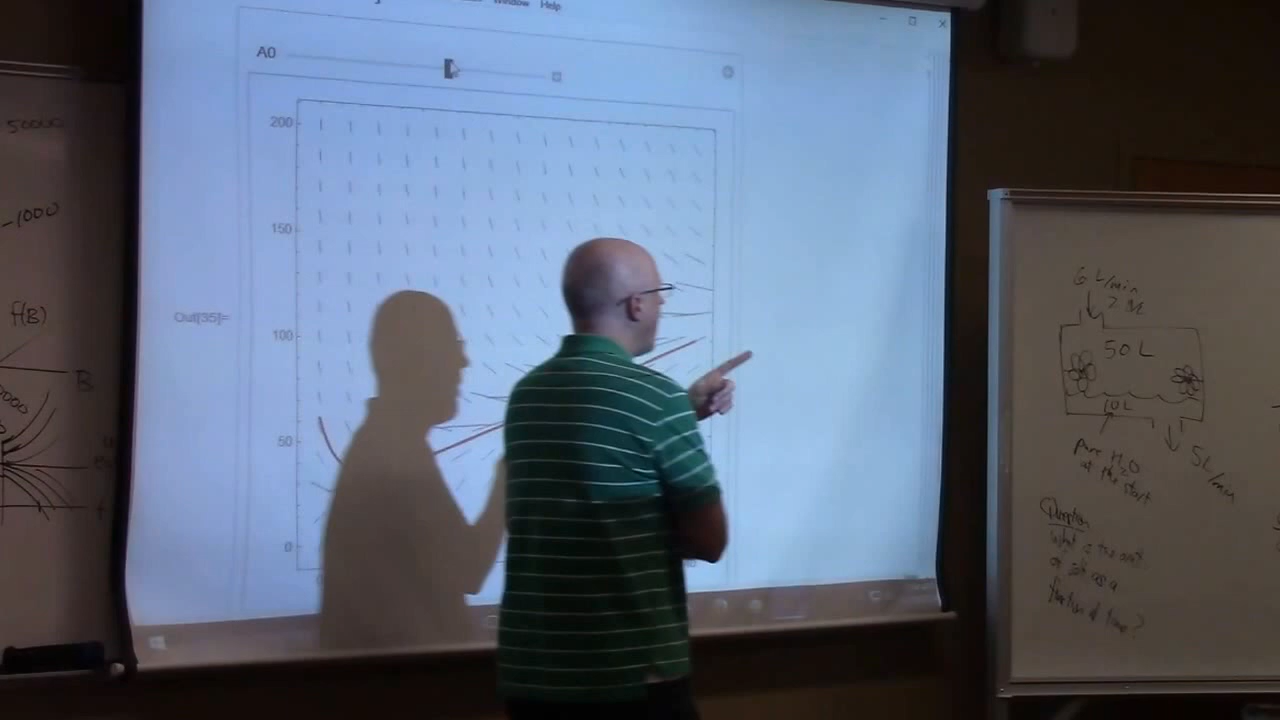 50000
-1000
f(B)
B
Window Help
A0
200
150
100
50
0
Out[35]=
6 L/min
50 L
10 L
5 L/min
pure H2O
at the start
Question
What is the amt.
of salt as a
function of time?